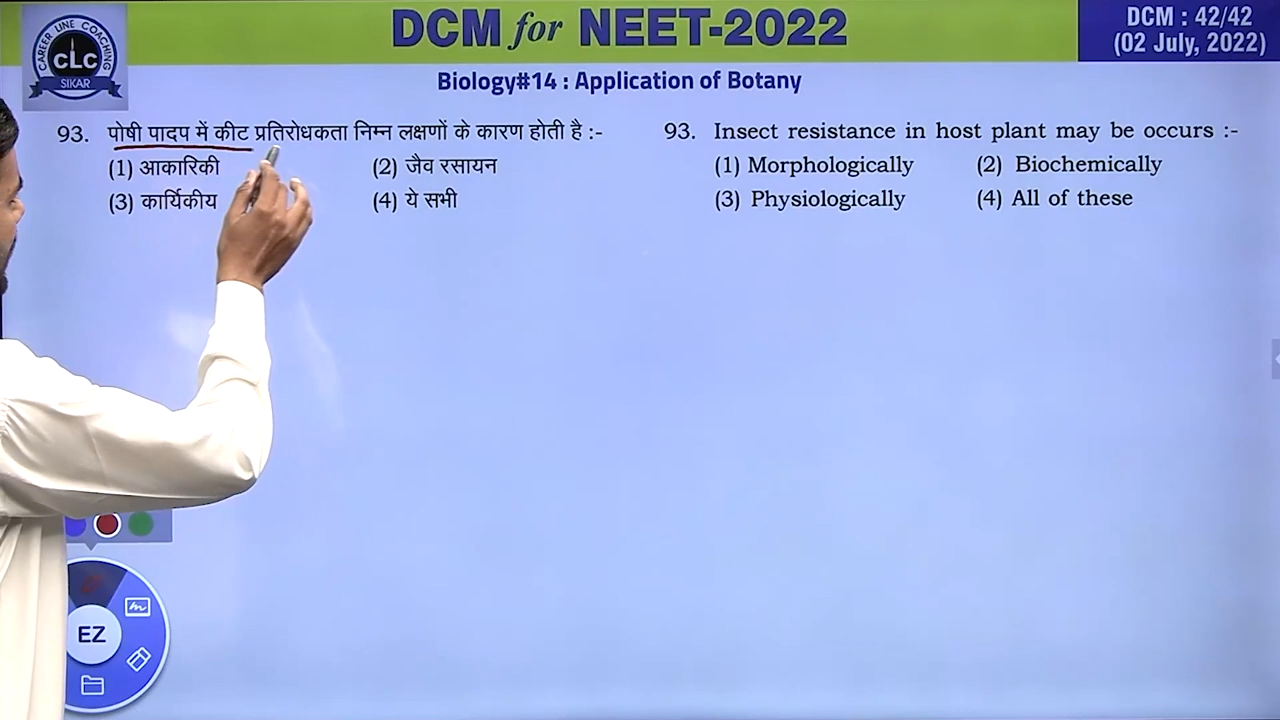 CAREER LINE COACHING
CLC
SIKAR
DCM for NEET-2022
DCM : 42/42
(02 July, 2022)
Biology#14 : Application of Botany
93. पोषी पादप में कीट प्रतिरोधकता निम्न लक्षणों के कारण होती है :-
(1) आकारिकी (2) जैव रसायन
(3) कार्यिकीय (4) ये सभी
93. Insect resistance in host plant may be occurs :-
(1) Morphologically (2) Biochemically
(3) Physiologically (4) All of these
EZ